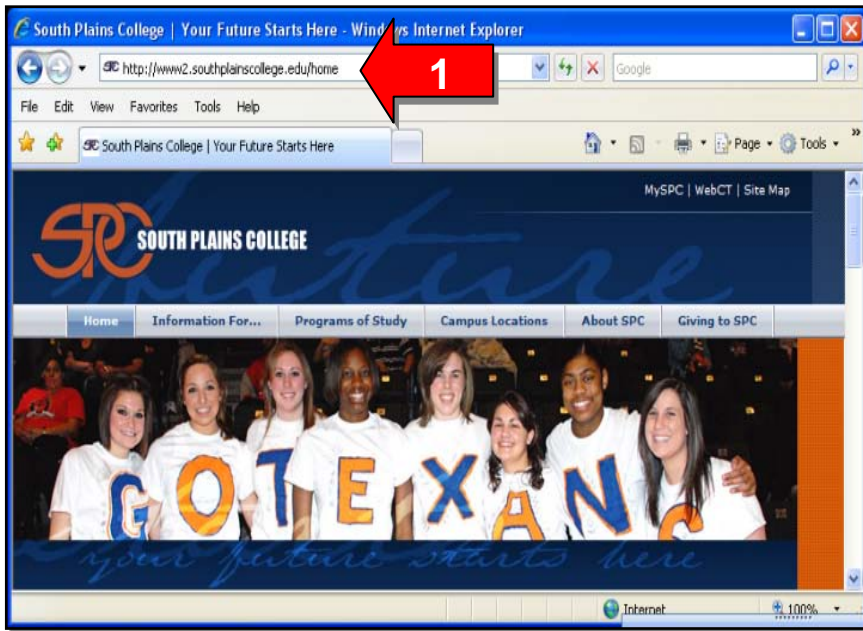 South Plains College | Your Future Starts Here - Windows Internet Explorer
http://www2.southplainscollege.edu/home
1
Google
File Edit View Favorites Tools Help
South Plains College | Your Future Starts Here
Page Tools
MySPC | WebCT | Site Map
SPC SOUTH PLAINS COLLEGE
future
Home Information For... Programs of Study Campus Locations About SPC Giving to SPC
G O T E X A N S
your future starts here
Internet 100%